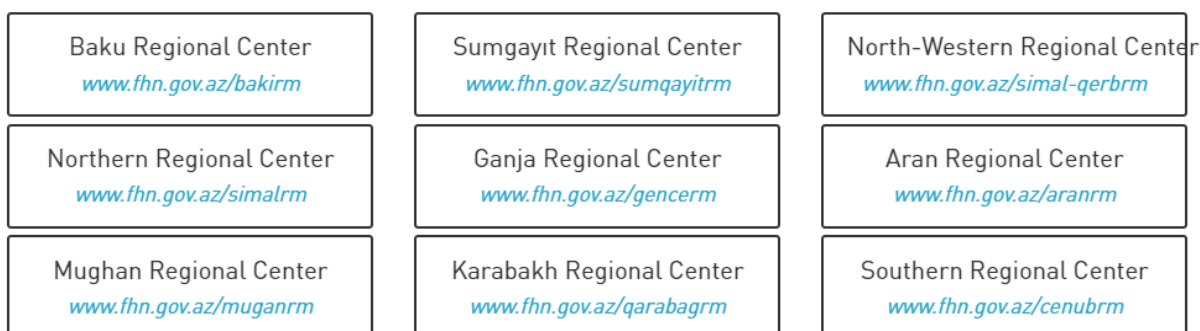 Baku Regional Center
www.fhn.gov.az/bakirm
Sumgayıt Regional Center
www.fhn.gov.az/sumqayitrm
North-Western Regional Center
www.fhn.gov.az/simal-qerbrm
Northern Regional Center
www.fhn.gov.az/simalrm
Ganja Regional Center
www.fhn.gov.az/gencerm
Aran Regional Center
www.fhn.gov.az/aranrm
Mughan Regional Center
www.fhn.gov.az/muganrm
Karabakh Regional Center
www.fhn.gov.az/qarabagrm
Southern Regional Center
www.fhn.gov.az/cenubrm